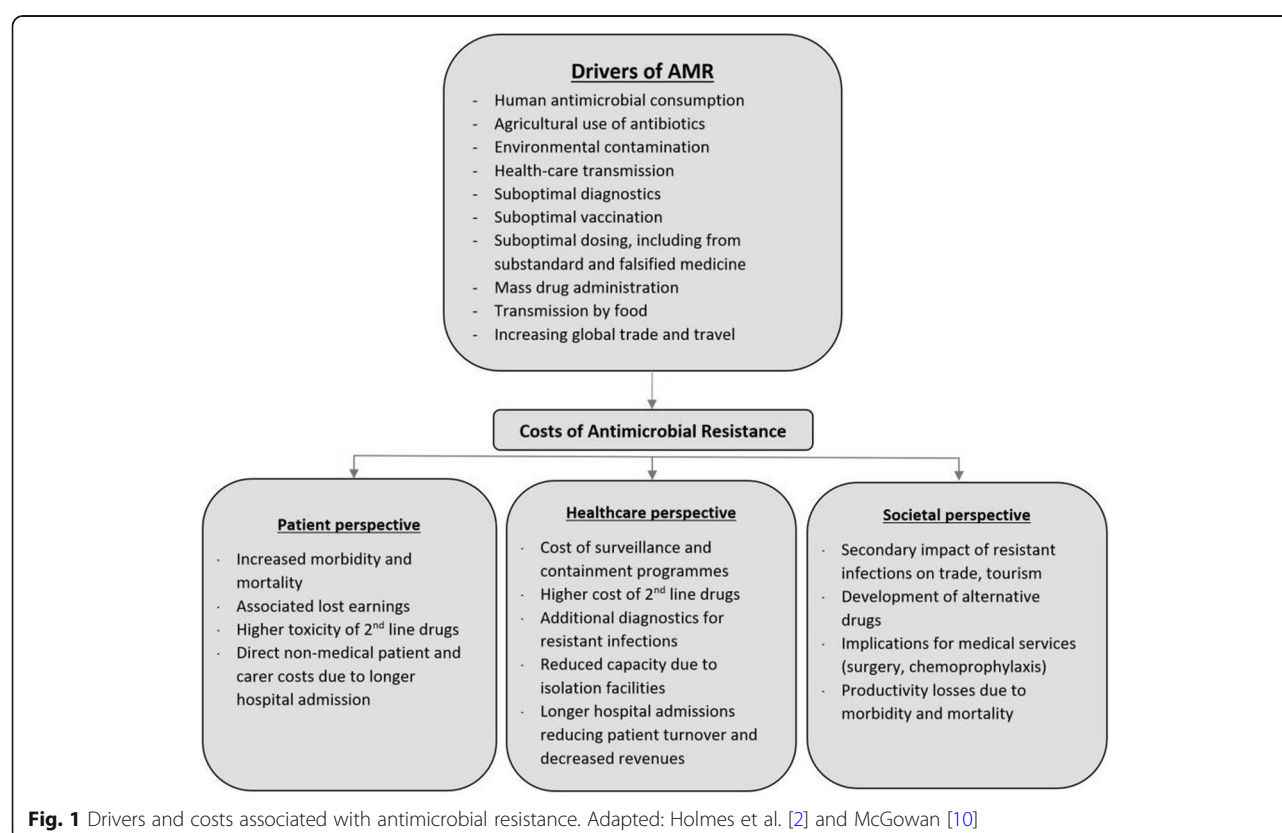 Drivers of AMR
- Human antimicrobial consumption
- Agricultural use of antibiotics
- Environmental contamination
- Health-care transmission
- Suboptimal diagnostics
- Suboptimal vaccination
- Suboptimal dosing, including from
substandard and falsified medicine
- Mass drug administration
- Transmission by food
- Increasing global trade and travel
Costs of Antimicrobial Resistance
Patient perspective
· Increased morbidity and
mortality
· Associated lost earnings
· Higher toxicity of 2nd line drugs
· Direct non-medical patient and
carer costs due to longer
hospital admission
Healthcare perspective
· Cost of surveillance and
containment programmes
· Higher cost of 2nd line drugs
· Additional diagnostics for
resistant infections
· Reduced capacity due to
isolation facilities
· Longer hospital admissions
reducing patient turnover and
decreased revenues
Societal perspective
· Secondary impact of resistant
infections on trade, tourism
· Development of alternative
drugs
· Implications for medical services
(surgery, chemoprophylaxis)
· Productivity losses due to
morbidity and mortality
Fig. 1 Drivers and costs associated with antimicrobial resistance. Adapted: Holmes et al. [2] and McGowan [10]